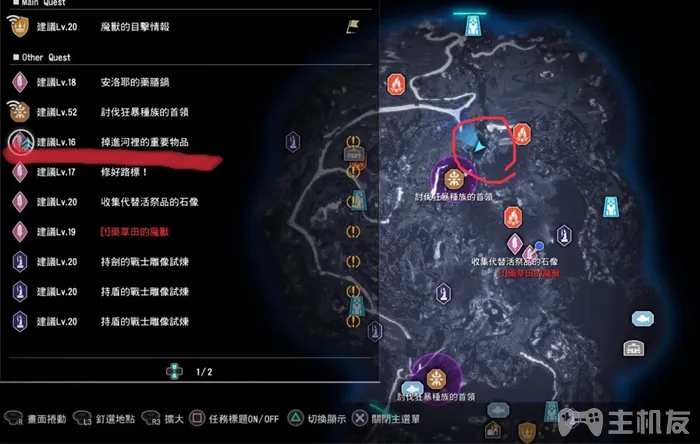 Main Quest
建議Lv.20 魔獸的目擊情報
Other Quest
建議Lv.18 安洛耶的藥膳鍋
建議Lv.52 討伐狂暴種族的首領
建議Lv.16 掉進河裡的重要物品
建議Lv.17 修好路標！
建議Lv.20 收集代替活祭品的石像
建議Lv.19 [!]藥草田的魔獸
建議Lv.20 持劍的戰士雕像試煉
建議Lv.20 持盾的戰士雕像試煉
建議Lv.20 持盾的戰士雕像試煉
1/2
討伐狂暴種族的首領
收集代替活祭品的石像
[!]藥草田的魔獸
討伐狂暴種族的首領
R 畫面捲動 L3 釘選地點 R3 擴大 任務標題ON/OFF 切換顯示 關閉主選單
主机友